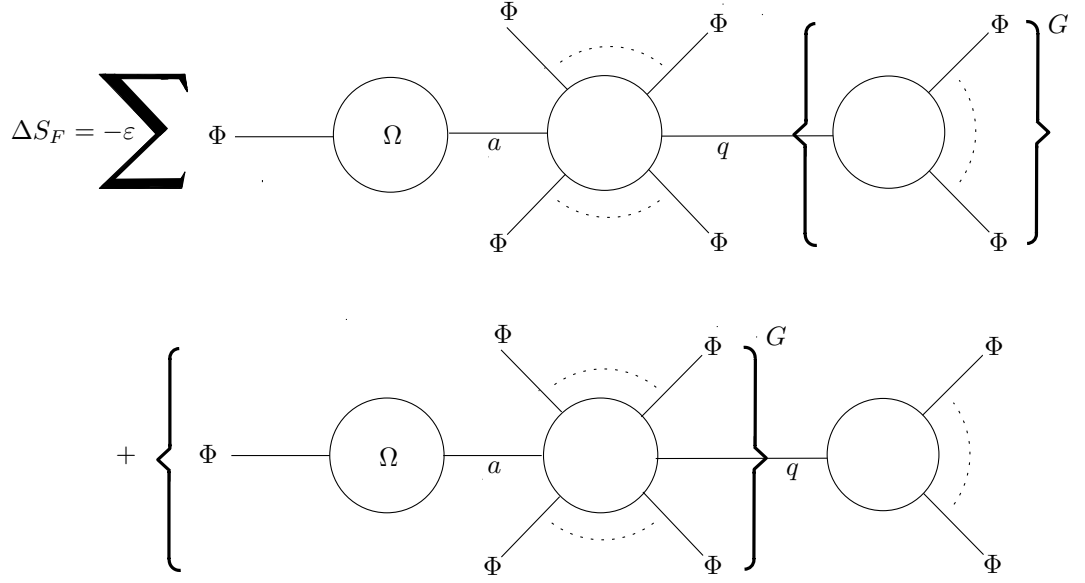 Φ Φ Φ G
ΔS_F = −ε ∑ Φ Ω a q
Φ Φ Φ
Φ Φ G Φ
+ Φ Ω a q
Φ Φ Φ